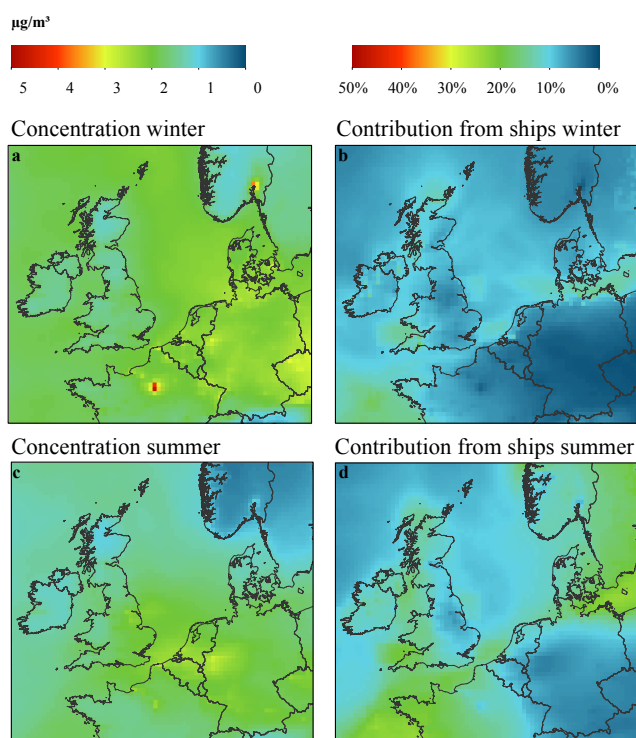 µg/m³
5 4 3 2 1 0
50% 40% 30% 20% 10% 0%
Concentration winter
Contribution from ships winter
a
b
Concentration summer
Contribution from ships summer
c
d